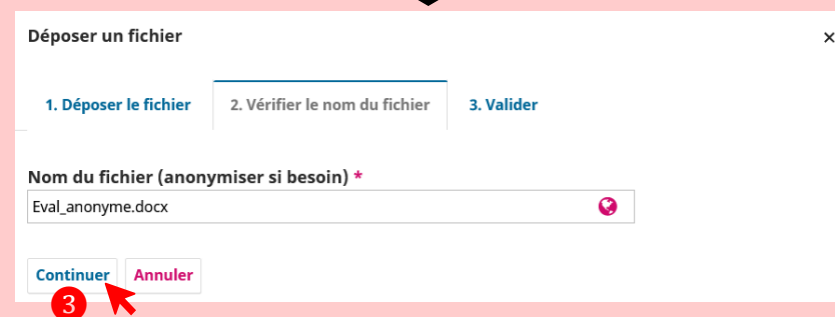 Déposer un fichier ×
1. Déposer le fichier 2. Vérifier le nom du fichier 3. Valider
Nom du fichier (anonymiser si besoin) *
Eval_anonyme.docx
Continuer Annuler
3